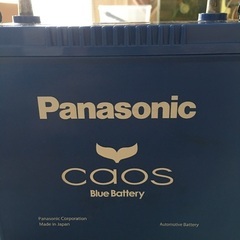 Panasonic
caos
Blue Battery
Panasonic Corporation
Made in Japan
Automotive Battery